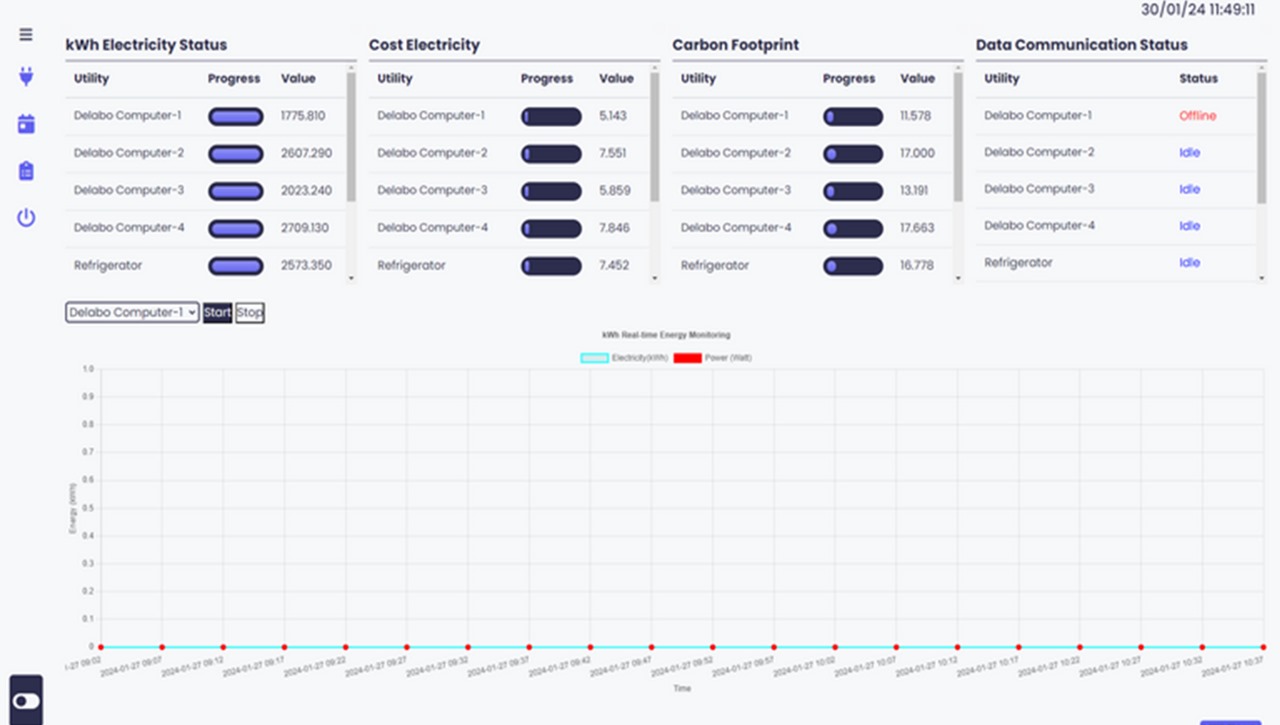 30/01/24 11:49:11
kWh Electricity Status
Utility Progress Value
Delabo Computer-1 1775.810
Delabo Computer-2 2607.290
Delabo Computer-3 2023.240
Delabo Computer-4 2709.130
Refrigerator 2573.350
Cost Electricity
Utility Progress Value
Delabo Computer-1 5.143
Delabo Computer-2 7.551
Delabo Computer-3 5.859
Delabo Computer-4 7.846
Refrigerator 7.452
Carbon Footprint
Utility Progress Value
Delabo Computer-1 11.578
Delabo Computer-2 17.000
Delabo Computer-3 13.191
Delabo Computer-4 17.663
Refrigerator 16.778
Data Communication Status
Utility Status
Delabo Computer-1 Offline
Delabo Computer-2 Idle
Delabo Computer-3 Idle
Delabo Computer-4 Idle
Refrigerator Idle
Delabo Computer-1 Start Stop
kWh Real-time Energy Monitoring
Electricity(kWh) Power (Watt)
1.0
0.9
0.8
0.7
0.6
0.5
0.4
0.3
0.2
0.1
0
Energy (kWh)
-27 09:02 2024-01-27 09:07 2024-01-27 09:12 2024-01-27 09:17 2024-01-27 09:22 2024-01-27 09:27 2024-01-27 09:32 2024-01-27 09:37 2024-01-27 09:42 2024-01-27 09:47 2024-01-27 09:52 2024-01-27 09:57 2024-01-27 10:02 2024-01-27 10:07 2024-01-27 10:12 2024-01-27 10:17 2024-01-27 10:22 2024-01-27 10:27 2024-01-27 10:32 2024-01-27 10:37
Time